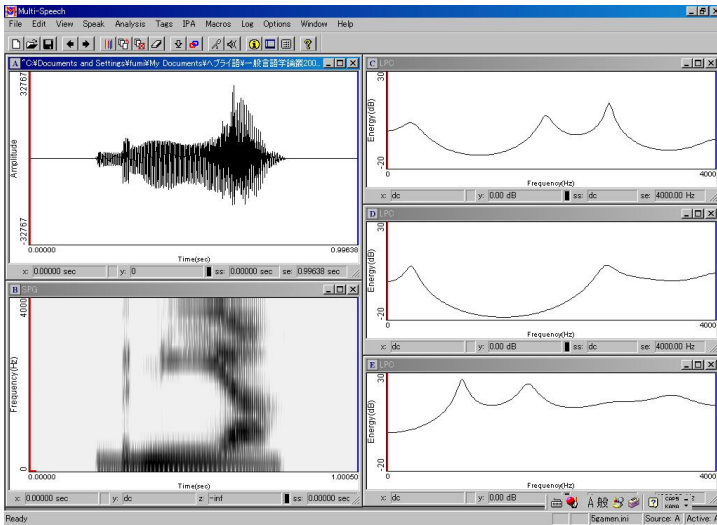 Multi-Speech
File Edit View Speak Analysis Tags IPA Macros Log Options Window Help
A "C:¥Documents and Settings¥fumi¥My Documents¥ヘブライ語¥一般言語学論叢200...
32767
Amplitude
-32767
0.00000 0.99638
Time(sec)
x: 0.00000 sec y: 0 ss: 0.00000 sec se: 0.99638 sec
B SPG
4000
Frequency(Hz)
0
0.00000 1.00050
Time(sec)
x: 0.00000 sec y: dc z: -inf ss: 0.00000 sec
C LPC
30
Energy(dB)
-20
0 4000
Frequency(Hz)
x: dc y: 0.00 dB ss: dc se: 4000.00 Hz
D LPC
30
Energy(dB)
-20
0 4000
Frequency(Hz)
x: dc y: 0.00 dB ss: dc se: 4000.00 Hz
E LPC
30
Energy(dB)
-20
0 4000
Frequency(Hz)
x: dc y: 0.00 dB
A 般 CAPS
KANA
Ready 5gamen.ini Source: A Active: A